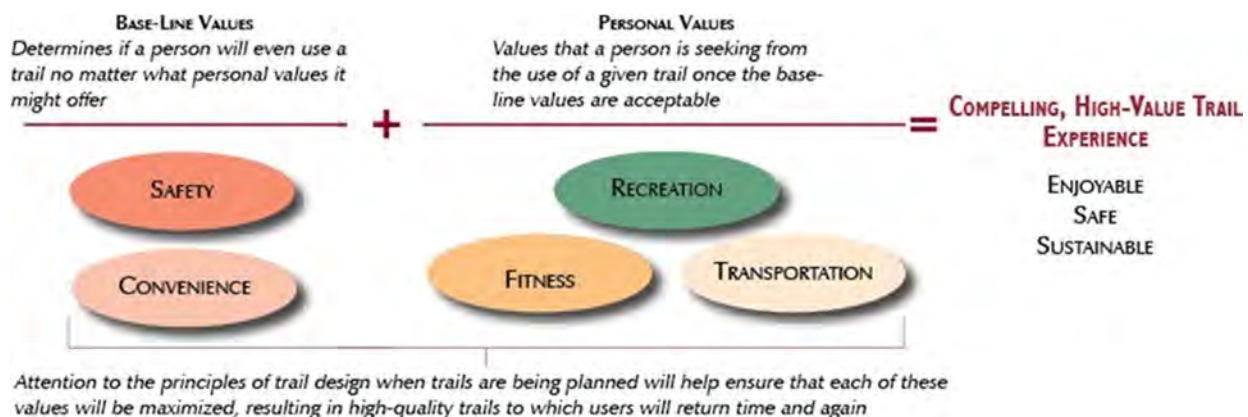 BASE-LINE VALUES
Determines if a person will even use a
trail no matter what personal values it
might offer
+
PERSONAL VALUES
Values that a person is seeking from
the use of a given trail once the base-
line values are acceptable
=
COMPELLING, HIGH-VALUE TRAIL
EXPERIENCE
ENJOYABLE
SAFE
SUSTAINABLE
SAFETY
CONVENIENCE
RECREATION
FITNESS
TRANSPORTATION
Attention to the principles of trail design when trails are being planned will help ensure that each of these
values will be maximized, resulting in high-quality trails to which users will return time and again